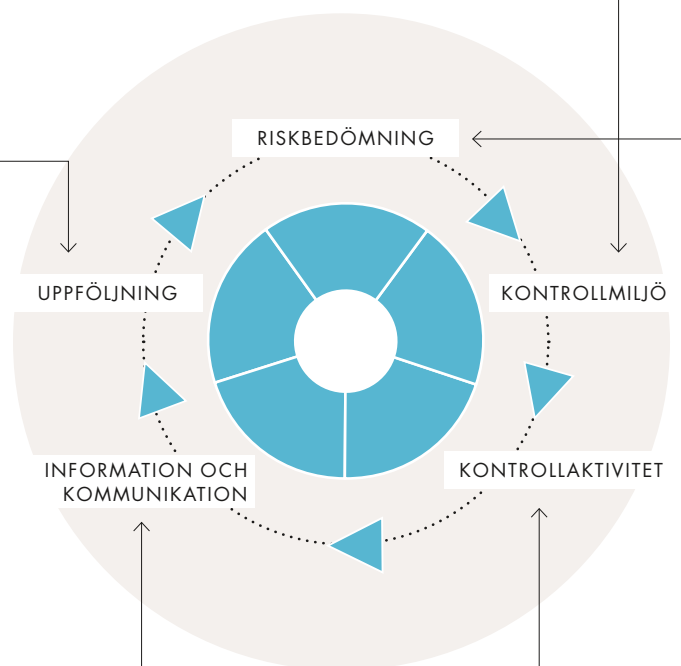 RISKBEDÖMNING
UPPFÖLJNING
KONTROLLMILJÖ
INFORMATION OCH
KOMMUNIKATION
KONTROLLAKTIVITET